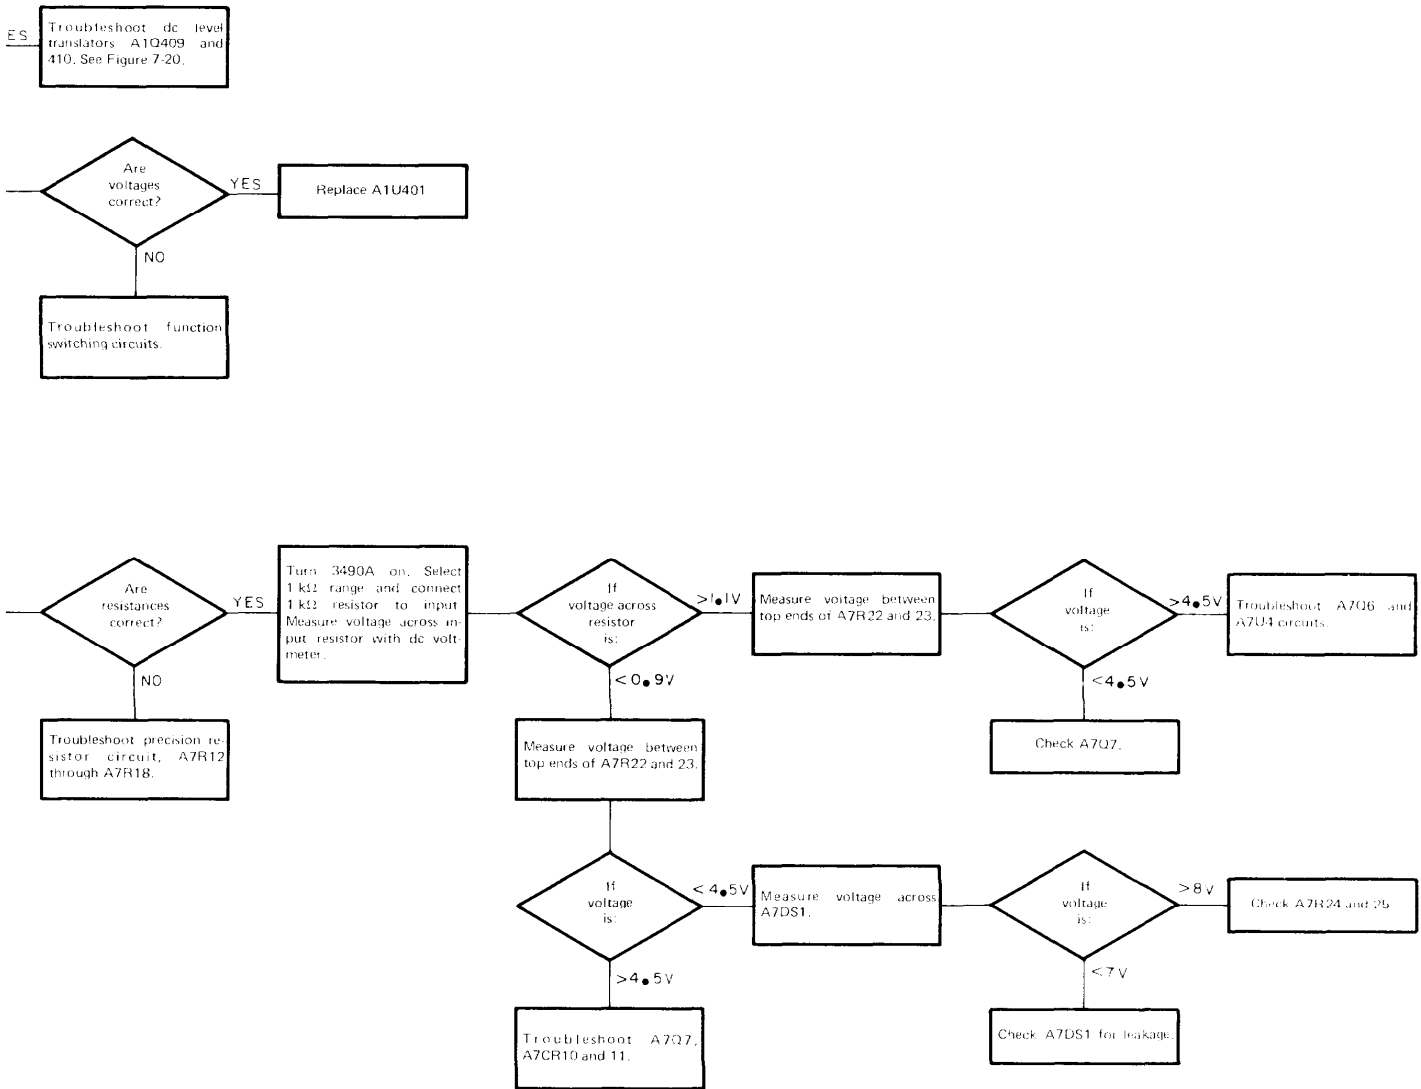 ES
Troubleshoot dc level
translators A1Q409 and
410. See Figure 7-20.
Are
voltages
correct?
YES
Replace A1U401
NO
Troubleshoot function
switching circuits.
Are
resistances
correct?
YES
Turn 3490A on. Select
1 kΩ range and connect
1 kΩ resistor to input
Measure voltage across in-
put resistor with dc volt-
meter.
If
voltage across
resistor
is:
>1.1V
Measure voltage between
top ends of A7R22 and 23.
If
voltage
is:
>4.5V
Troubleshoot A7Q6 and
A7U4 circuits.
NO
<0.9V
<4.5V
Troubleshoot precision re-
sistor circuit, A7R12
through A7R18.
Measure voltage between
top ends of A7R22 and 23.
Check A7Q7.
If
voltage
is:
<4.5V
Measure voltage across
A7DS1.
If
voltage
is:
>8V
Check A7R24 and 25
>4.5V
<7V
Troubleshoot A7Q7,
A7CR10 and 11.
Check A7DS1 for leakage.